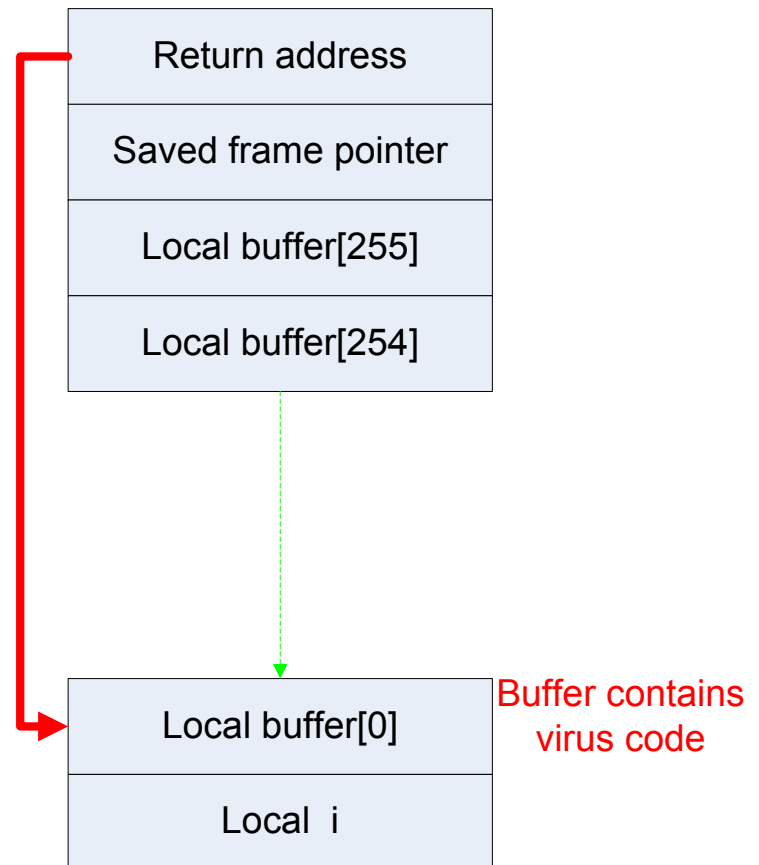 Return address
Saved frame pointer
Local buffer[255]
Local buffer[254]
Local buffer[0]
Buffer contains
virus code
Local i